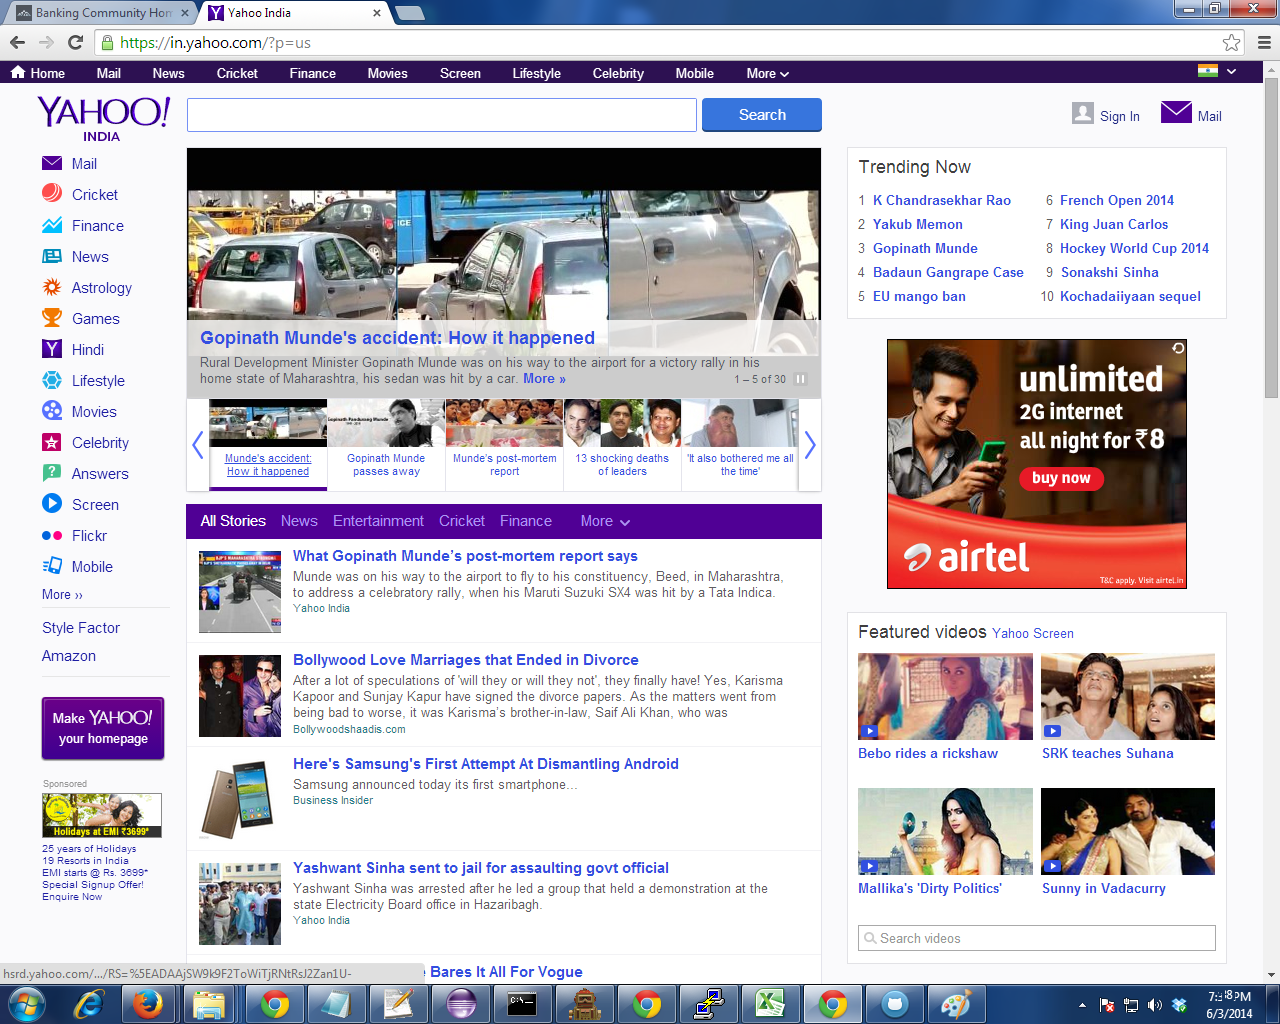 Banking Community Hom
Yahoo India
https://in.yahoo.com/?p=us
Home Mail News Cricket Finance Movies Screen Lifestyle Celebrity Mobile More
YAHOO!
INDIA
Search
Sign In
Mail
Mail
Cricket
Finance
News
Astrology
Games
Hindi
Lifestyle
Movies
Celebrity
Answers
Screen
Flickr
Mobile
More ››
Style Factor
Amazon
Make YAHOO!
your homepage
Sponsored
Holidays at EMI ₹3699*
25 years of Holidays
19 Resorts in India
EMI starts @ Rs. 3699*
Special Signup Offer!
Enquire Now
Gopinath Munde's accident: How it happened
Rural Development Minister Gopinath Munde was on his way to the airport for a victory rally in his
home state of Maharashtra, his sedan was hit by a car. More »
1 – 5 of 30
Munde's accident:
How it happened
Gopinath Munde
passes away
Munde's post-mortem
report
13 shocking deaths
of leaders
'It also bothered me all
the time'
All Stories News Entertainment Cricket Finance More
What Gopinath Munde’s post-mortem report says
Munde was on his way to the airport to fly to his constituency, Beed, in Maharashtra,
to address a celebratory rally, when his Maruti Suzuki SX4 was hit by a Tata Indica.
Yahoo India
Bollywood Love Marriages that Ended in Divorce
After a lot of speculations of 'will they or will they not', they finally have! Yes, Karisma
Kapoor and Sunjay Kapur have signed the divorce papers. As the matters went from
being bad to worse, it was Karisma’s brother-in-law, Saif Ali Khan, who was
Bollywoodshaadis.com
Here's Samsung's First Attempt At Dismantling Android
Samsung announced today its first smartphone...
Business Insider
Yashwant Sinha sent to jail for assaulting govt official
Yashwant Sinha was arrested after he led a group that held a demonstration at the
state Electricity Board office in Hazaribagh.
Yahoo India
Bares It All For Vogue
Trending Now
1 K Chandrasekhar Rao
2 Yakub Memon
3 Gopinath Munde
4 Badaun Gangrape Case
5 EU mango ban
6 French Open 2014
7 King Juan Carlos
8 Hockey World Cup 2014
9 Sonakshi Sinha
10 Kochadaiiyaan sequel
unlimited
2G internet
all night for ₹8
buy now
airtel
T&C apply. Visit airtel.in
Featured videos Yahoo Screen
Bebo rides a rickshaw
SRK teaches Suhana
Mallika's 'Dirty Politics'
Sunny in Vadacurry
Search videos
hsrd.yahoo.com/.../RS=%5EADAAjSW9k9F2ToWiTjRNtRsJ2Zan1U-
6/3/2014